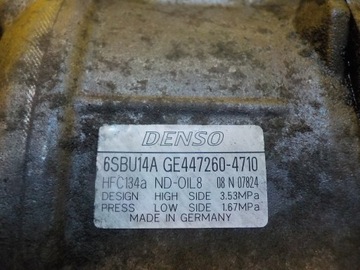 DENSO
6SBU14A GE447260-4710
HFC134a ND-OIL8 08 N 07824
DESIGN HIGH SIDE 3.53MPa
PRESS LOW SIDE 1.67MPa
MADE IN GERMANY